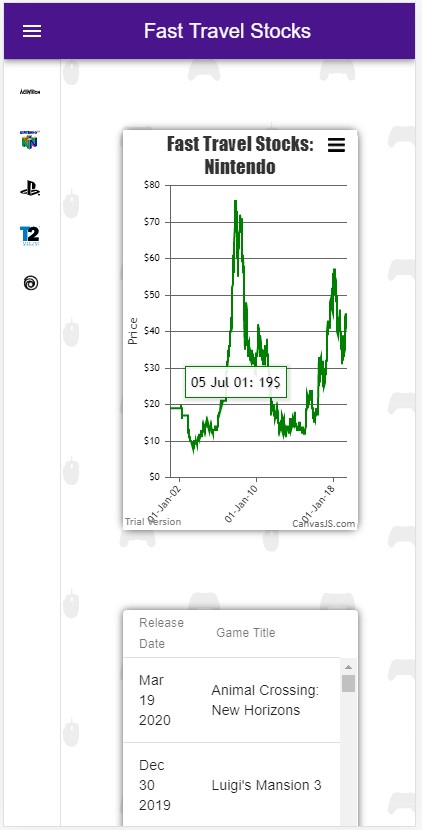 Fast Travel Stocks
ACTIVISION
Fast Travel Stocks:
Nintendo
$80
$70
$60
$50
$40
$30
$20
$10
$0
Price
05 Jul 01: 19$
01-Jan-02
01-Jan-10
01-Jan-18
Trial Version
CanvasJS.com
T2
Release
Date
Game Title
Mar
19
2020
Animal Crossing:
New Horizons
Dec
30
2019
Luigi's Mansion 3